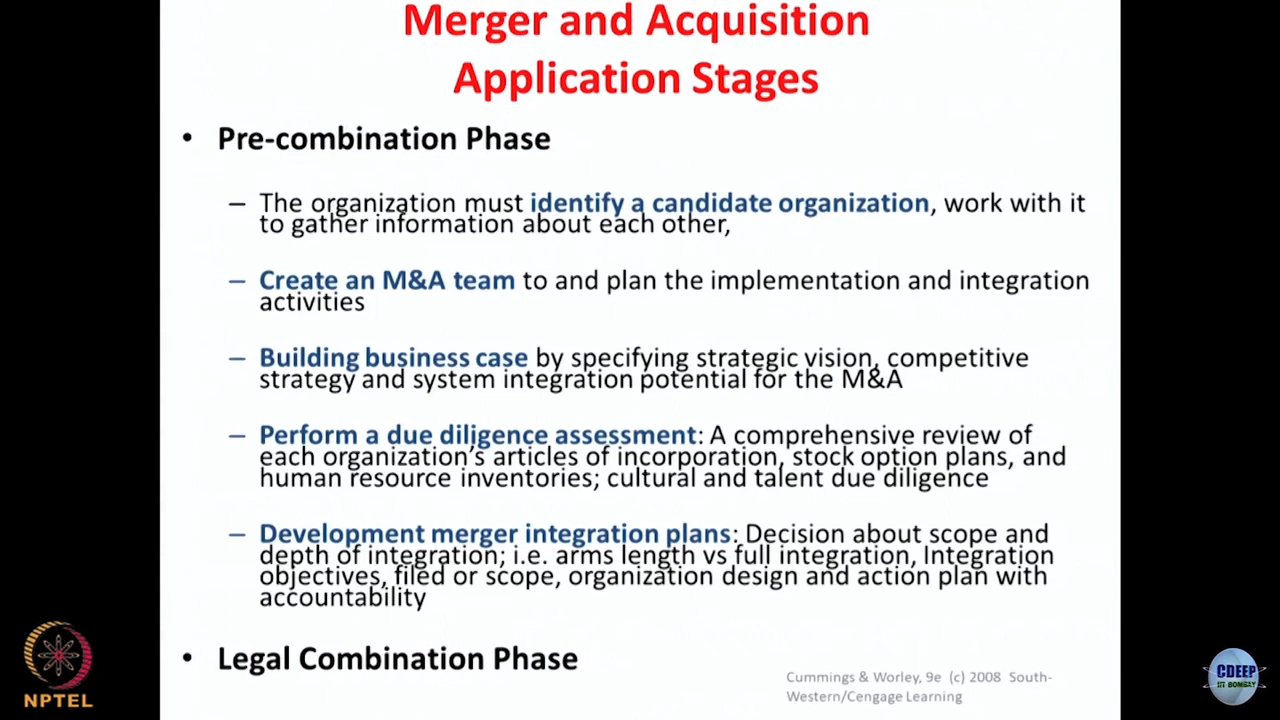 Merger and Acquisition
Application Stages
• Pre-combination Phase
– The organization must identify a candidate organization, work with it
to gather information about each other,
– Create an M&A team to and plan the implementation and integration
activities
– Building business case by specifying strategic vision, competitive
strategy and system integration potential for the M&A
– Perform a due diligence assessment: A comprehensive review of
each organization's articles of incorporation, stock option plans, and
human resource inventories; cultural and talent due diligence
– Development merger integration plans: Decision about scope and
depth of integration; i.e. arms length vs full integration, Integration
objectives, filed or scope, organization design and action plan with
accountability
• Legal Combination Phase
Cummings & Worley, 9e (c) 2008 South-
Western/Cengage Learning
NPTEL
CDEEP
IIT BOMBAY